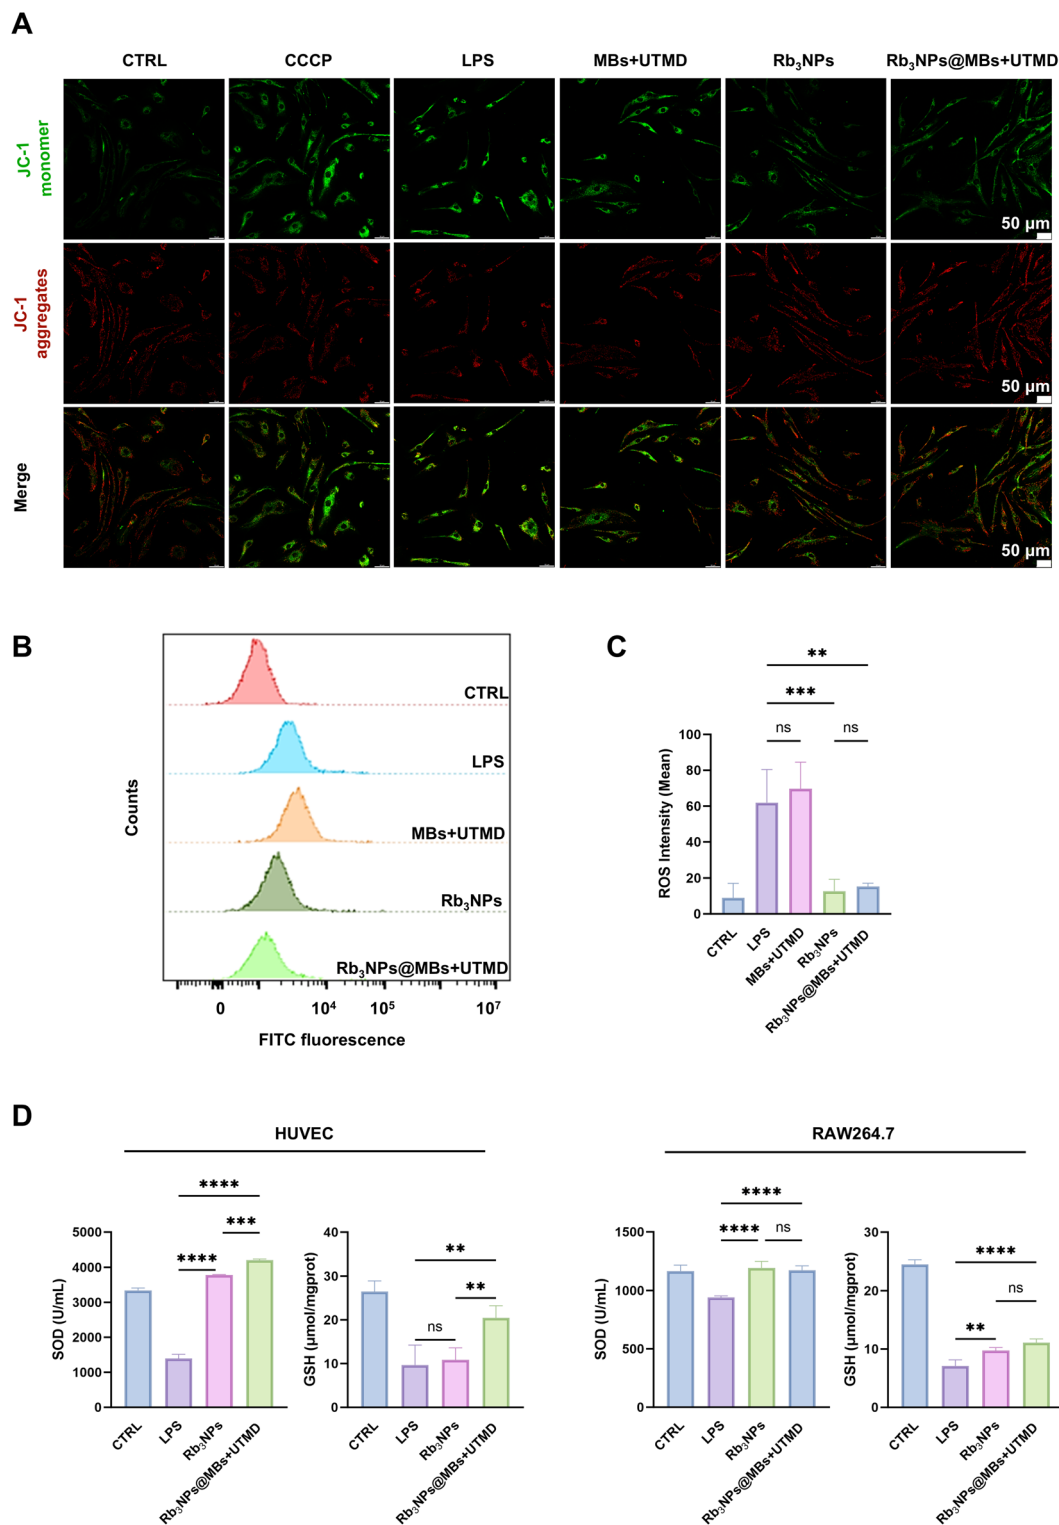 A
CTRL CCCP LPS MBs+UTMD Rb₃NPs Rb₃NPs@MBs+UTMD
JC-1
monomer
50 μm
JC-1
aggregates
50 μm
Merge
50 μm
B
Counts
CTRL
LPS
MBs+UTMD
Rb₃NPs
Rb₃NPs@MBs+UTMD
0 10⁴ 10⁵ 10⁷
FITC fluorescence
C
**
***
ns ns
ROS Intensity (Mean)
100
80
60
40
20
0
CTRL
LPS
MBs+UTMD
Rb₃NPs
Rb₃NPs@MBs+UTMD
D
HUVEC
****
***
****
SOD (U/mL)
5000
4000
3000
2000
1000
0
CTRL
LPS
Rb₃NPs
Rb₃NPs@MBs+UTMD
**
**
ns
GSH (μmol/mgprot)
40
30
20
10
0
CTRL
LPS
Rb₃NPs
Rb₃NPs@MBs+UTMD
RAW264.7
****
**** ns
SOD (U/mL)
1500
1000
500
0
CTRL
LPS
Rb₃NPs
Rb₃NPs@MBs+UTMD
****
ns
**
GSH (μmol/mgprot)
30
20
10
0
CTRL
LPS
Rb₃NPs
Rb₃NPs@MBs+UTMD